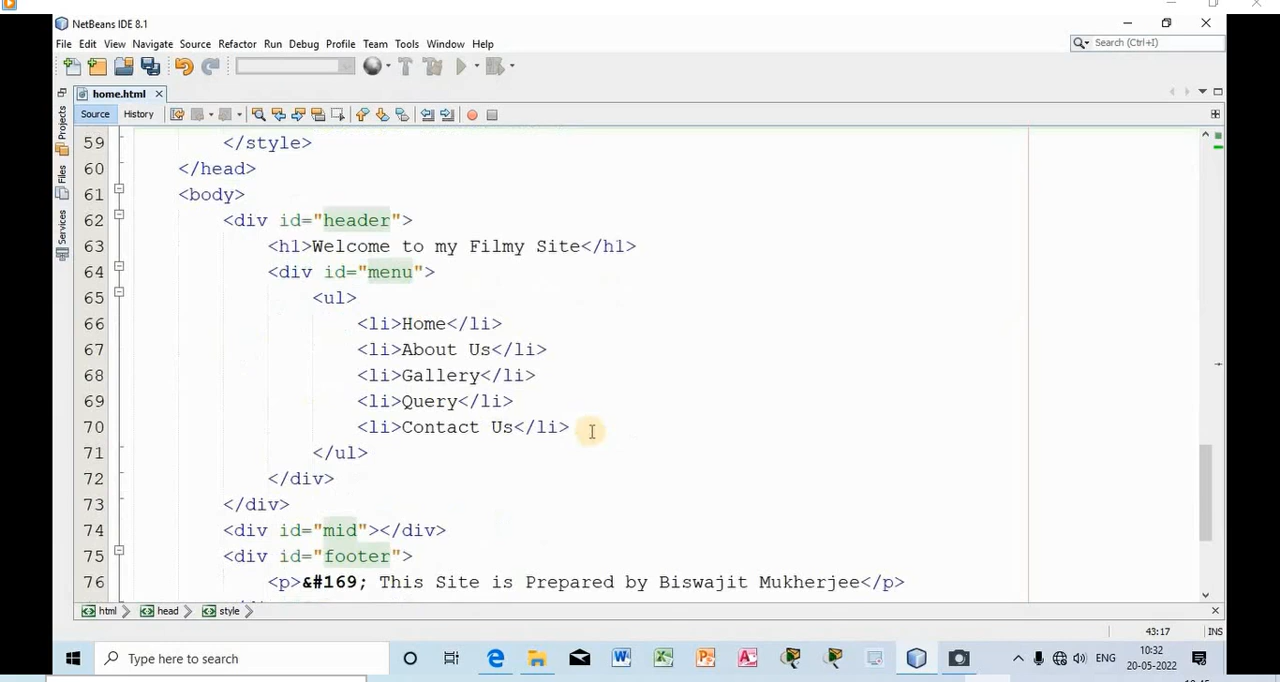 NetBeans IDE 8.1
File Edit View Navigate Source Refactor Run Debug Profile Team Tools Window Help
Search (Ctrl+I)
home.html
Source History
Projects
Files
Services
59 </style>
60 </head>
61 <body>
62 <div id="header">
63 <h1>Welcome to my Filmy Site</h1>
64 <div id="menu">
65 <ul>
66 <li>Home</li>
67 <li>About Us</li>
68 <li>Gallery</li>
69 <li>Query</li>
70 <li>Contact Us</li>
71 </ul>
72 </div>
73 </div>
74 <div id="mid"></div>
75 <div id="footer">
76 <p>&#169; This Site is Prepared by Biswajit Mukherjee</p>
html head style
43:17 INS
Type here to search
ENG
10:32
20-05-2022